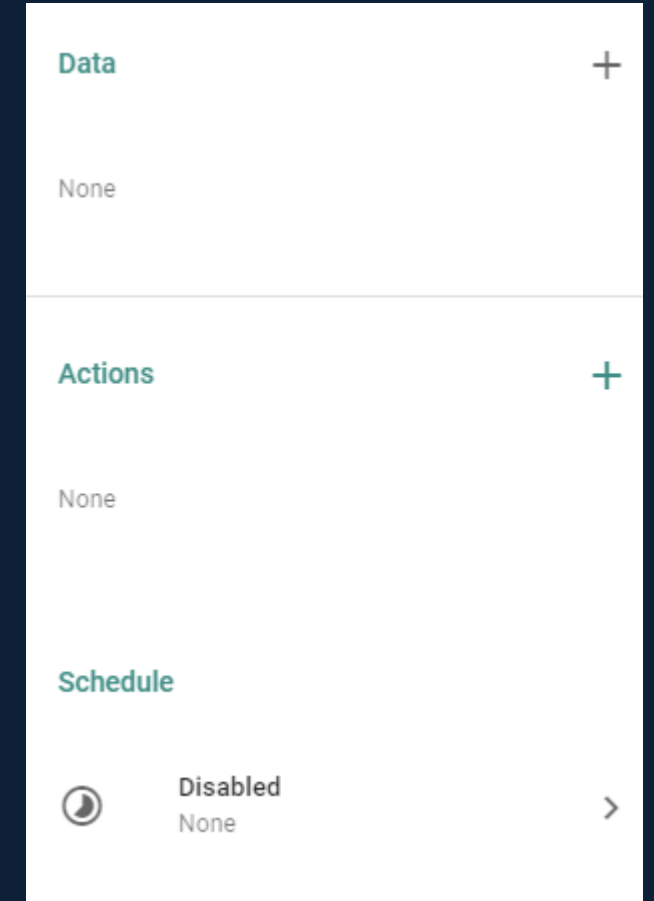 Data
None
Actions
None
Schedule
Disabled
None